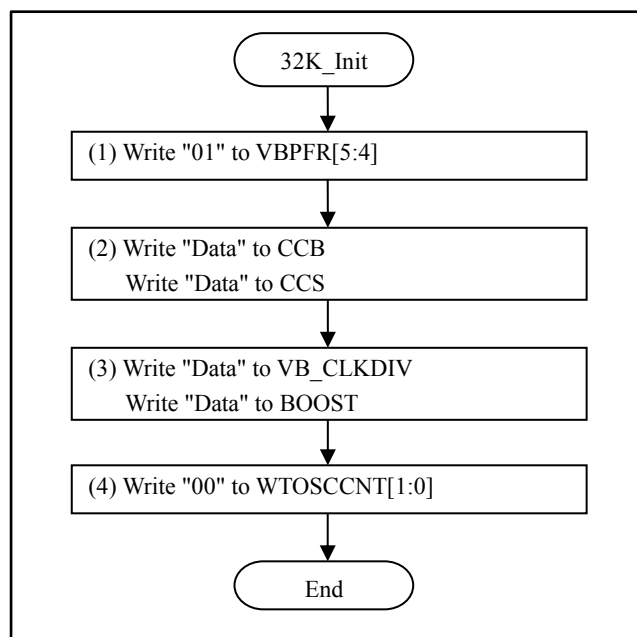 32K_Init
(1) Write "01" to VBPFR[5:4]
(2) Write "Data" to CCB
Write "Data" to CCS
(3) Write "Data" to VB_CLKDIV
Write "Data" to BOOST
(4) Write "00" to WTOSCCNT[1:0]
End